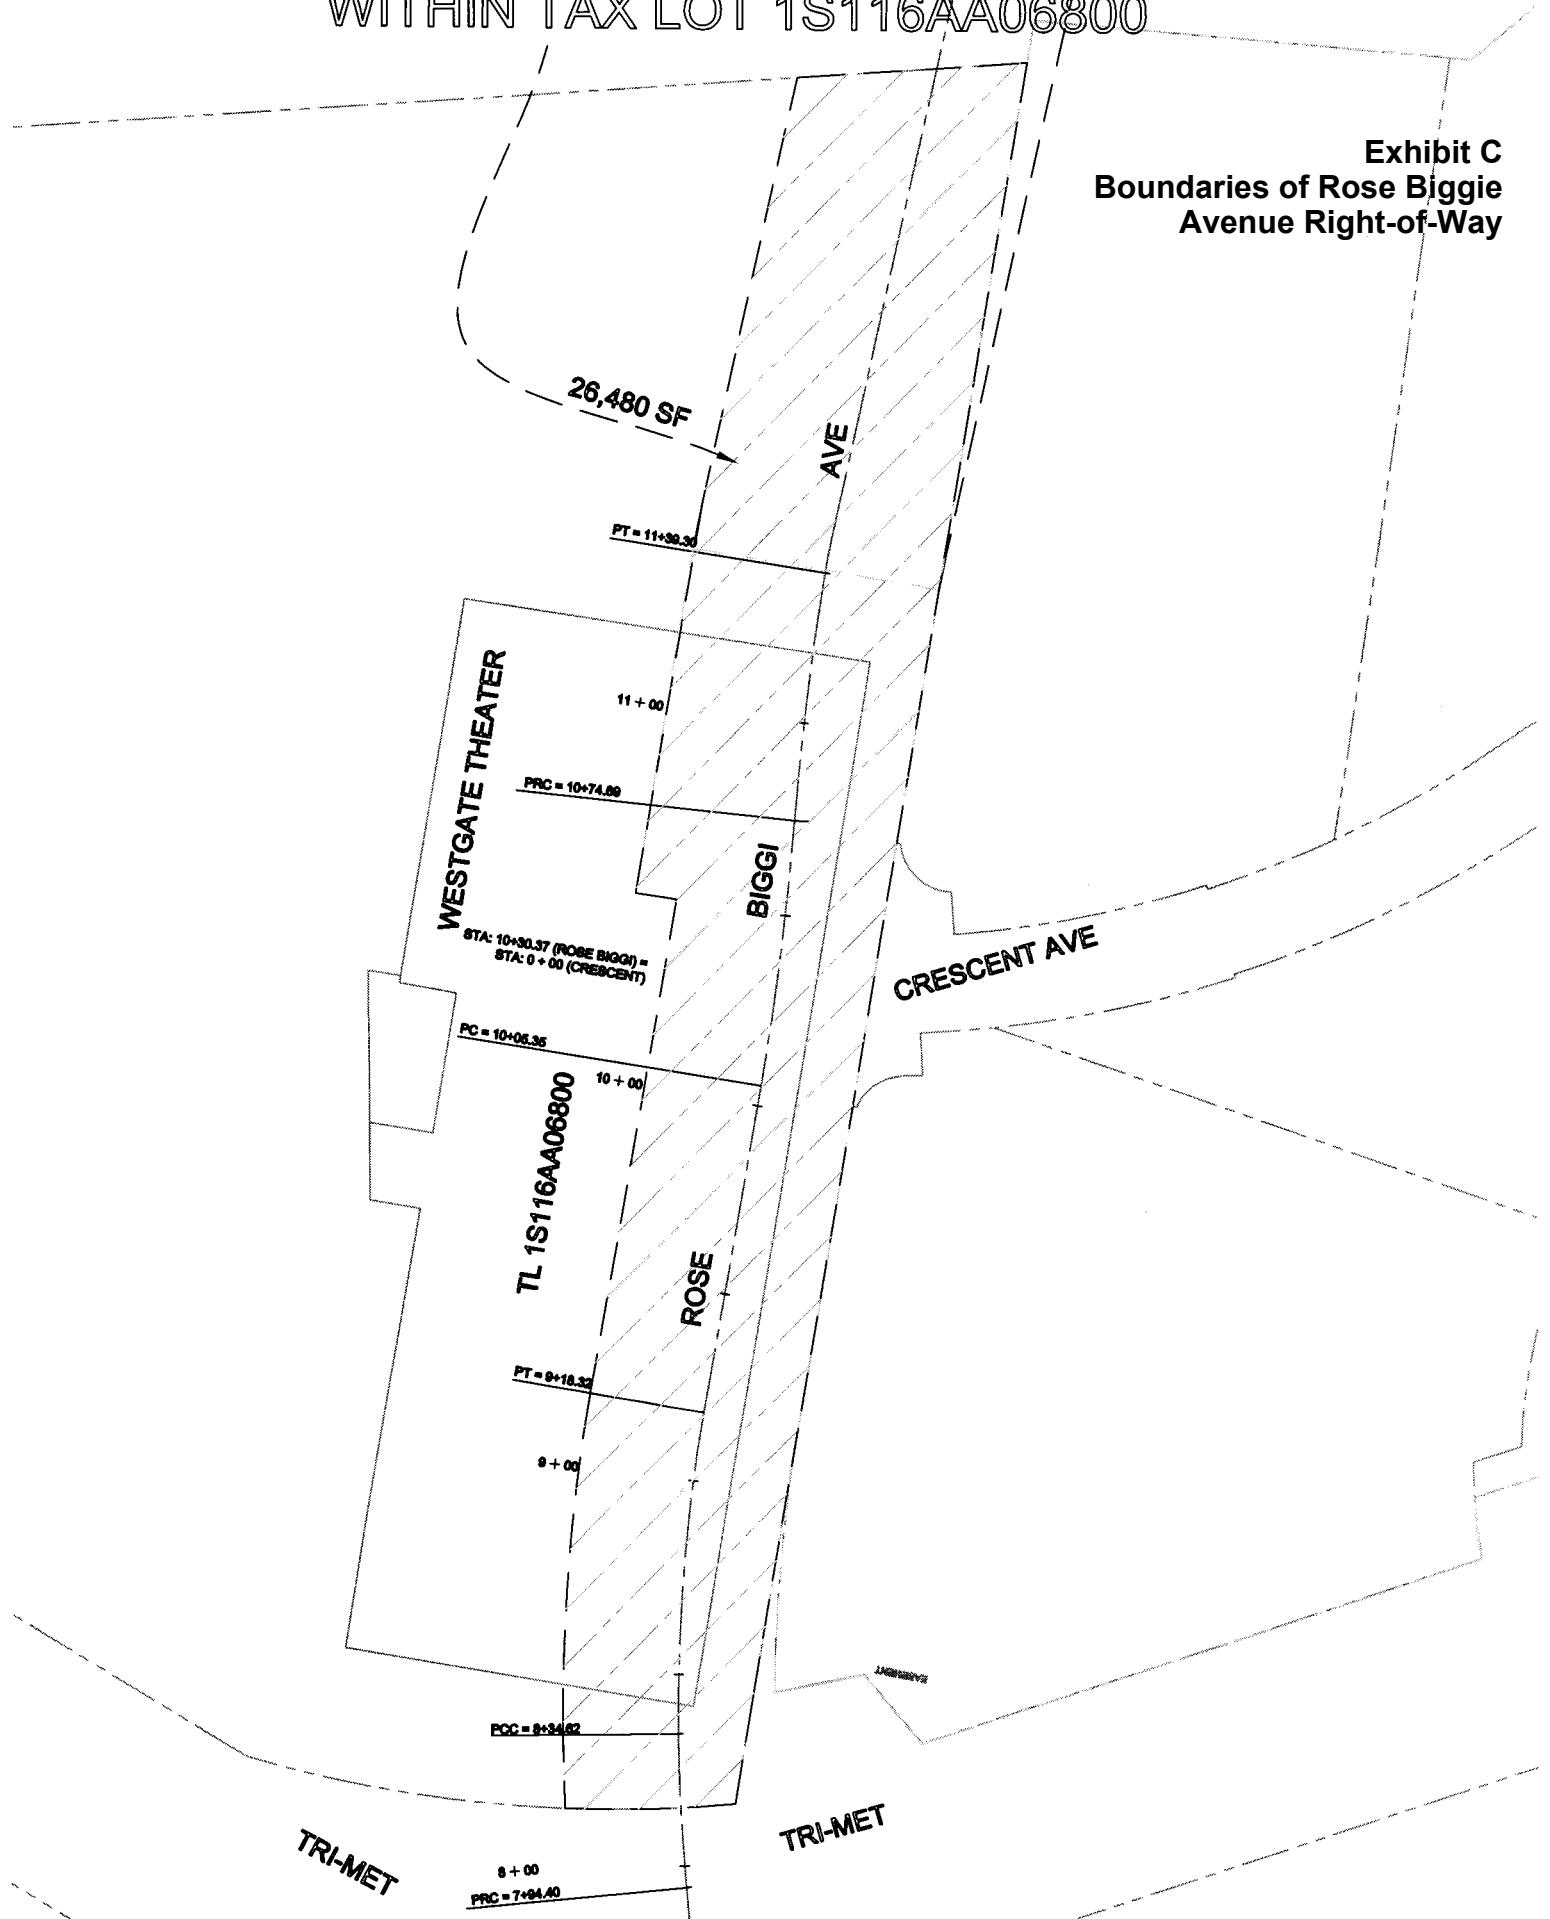 WITHIN TAX LOT 1S116AA06800
Exhibit C
Boundaries of Rose Biggie
Avenue Right-of-Way
26,480 SF
AVE
PT = 11+39.30
WESTGATE THEATER
11 + 00
PRC = 10+74.69
BIGGI
STA: 10+30.37 (ROSE BIGGI) =
STA: 0 + 00 (CRESCENT)
CRESCENT AVE
PC = 10+05.35
10 + 00
TL 1S116AA06800
ROSE
PT = 9+18.32
9 + 00
EASEMENT
PCC = 8+34.62
TRI-MET
TRI-MET
8 + 00
PRC = 7+94.40